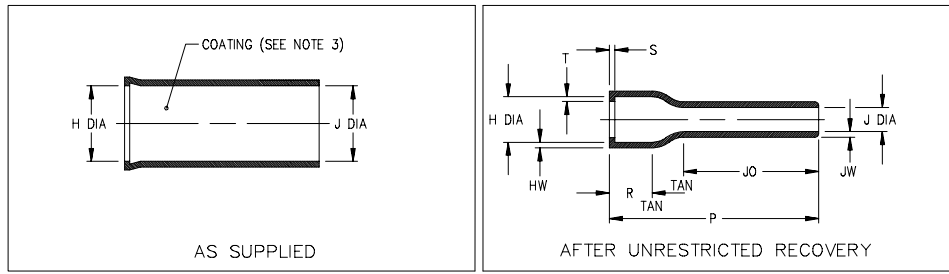 COATING (SEE NOTE 3)
H DIA
J DIA
AS SUPPLIED
T
S
H DIA
J DIA
HW
R
TAN
TAN
JO
JW
P
AFTER UNRESTRICTED RECOVERY